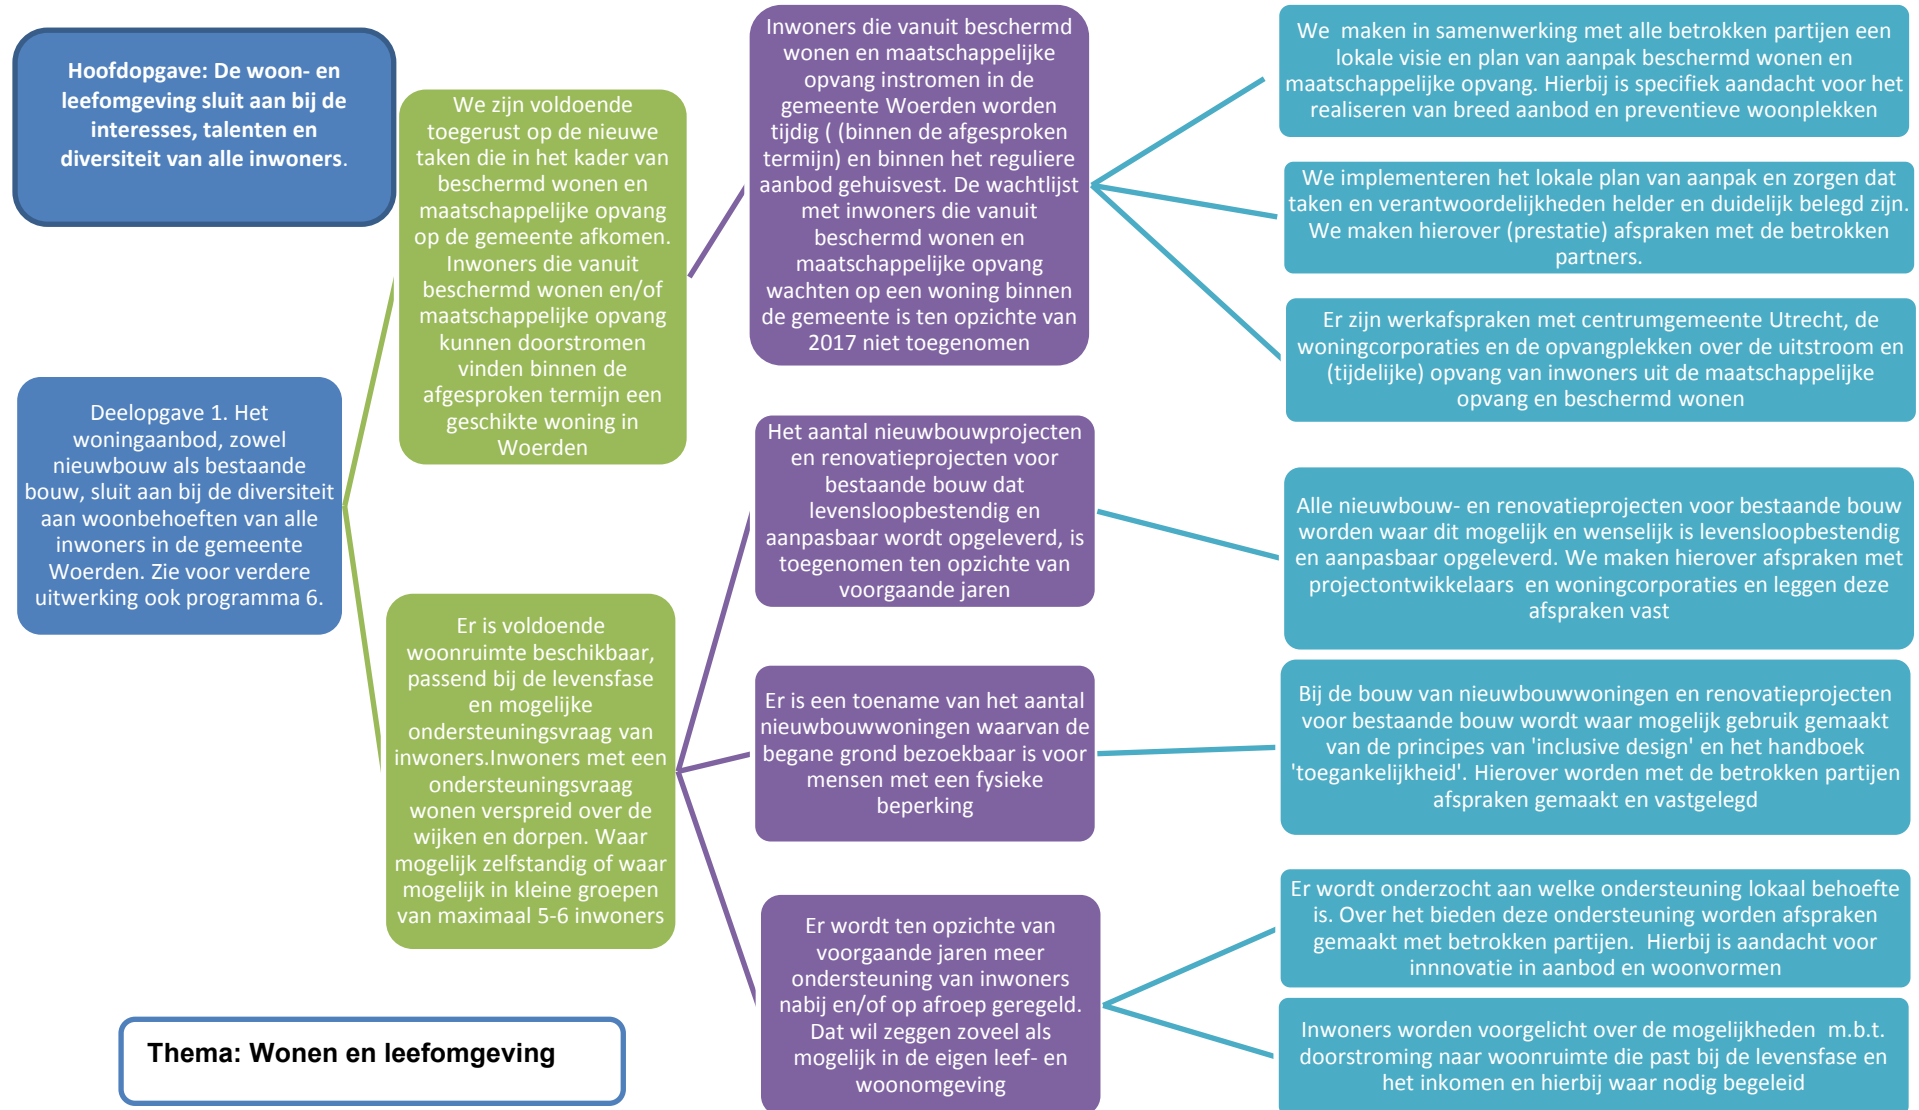 Hoofdopgave: De woon- en
leefomgeving sluit aan bij de
interesses, talenten en
diversiteit van alle inwoners.
Deelopgave 1. Het
woningaanbod, zowel
nieuwbouw als bestaande
bouw, sluit aan bij de diversiteit
aan woonbehoeften van alle
inwoners in de gemeente
Woerden. Zie voor verdere
uitwerking ook programma 6.
We zijn voldoende
toegerust op de nieuwe
taken die in het kader van
beschermd wonen en
maatschappelijke opvang
op de gemeente afkomen.
Inwoners die vanuit
beschermd wonen en/of
maatschappelijke opvang
kunnen doorstromen
vinden binnen de
afgesproken termijn een
geschikte woning in
Woerden
Er is voldoende
woonruimte beschikbaar,
passend bij de levensfase
en mogelijke
ondersteuningsvraag van
inwoners.Inwoners met een
ondersteuningsvraag
wonen verspreid over de
wijken en dorpen. Waar
mogelijk zelfstandig of waar
mogelijk in kleine groepen
van maximaal 5-6 inwoners
Inwoners die vanuit beschermd
wonen en maatschappelijke
opvang instromen in de
gemeente Woerden worden
tijdig ( (binnen de afgesproken
termijn) en binnen het reguliere
aanbod gehuisvest. De wachtlijst
met inwoners die vanuit
beschermd wonen en
maatschappelijke opvang
wachten op een woning binnen
de gemeente is ten opzichte van
2017 niet toegenomen
Het aantal nieuwbouwprojecten
en renovatieprojecten voor
bestaande bouw dat
levensloopbestendig en
aanpasbaar wordt opgeleverd, is
toegenomen ten opzichte van
voorgaande jaren
Er is een toename van het aantal
nieuwbouwwoningen waarvan de
begane grond bezoekbaar is voor
mensen met een fysieke
beperking
Er wordt ten opzichte van
voorgaande jaren meer
ondersteuning van inwoners
nabij en/of op afroep geregeld.
Dat wil zeggen zoveel als
mogelijk in de eigen leef- en
woonomgeving
We  maken in samenwerking met alle betrokken partijen een
lokale visie en plan van aanpak beschermd wonen en
maatschappelijke opvang. Hierbij is specifiek aandacht voor het
realiseren van breed aanbod en preventieve woonplekken
We implementeren het lokale plan van aanpak en zorgen dat
taken en verantwoordelijkheden helder en duidelijk belegd zijn.
We maken hierover (prestatie) afspraken met de betrokken
partners.
Er zijn werkafspraken met centrumgemeente Utrecht, de
woningcorporaties en de opvangplekken over de uitstroom en
(tijdelijke) opvang van inwoners uit de maatschappelijke
opvang en beschermd wonen
Alle nieuwbouw- en renovatieprojecten voor bestaande bouw
worden waar dit mogelijk en wenselijk is levensloopbestendig
en aanpasbaar opgeleverd. We maken hierover afspraken met
projectontwikkelaars  en woningcorporaties en leggen deze
afspraken vast
Bij de bouw van nieuwbouwwoningen en renovatieprojecten
voor bestaande bouw wordt waar mogelijk gebruik gemaakt
van de principes van 'inclusive design' en het handboek
'toegankelijkheid'. Hierover worden met de betrokken partijen
afspraken gemaakt en vastgelegd
Er wordt onderzocht aan welke ondersteuning lokaal behoefte
is. Over het bieden deze ondersteuning worden afspraken
gemaakt met betrokken partijen.  Hierbij is aandacht voor
innnovatie in aanbod en woonvormen
Inwoners worden voorgelicht over de mogelijkheden  m.b.t.
doorstroming naar woonruimte die past bij de levensfase en
het inkomen en hierbij waar nodig begeleid
Thema: Wonen en leefomgeving